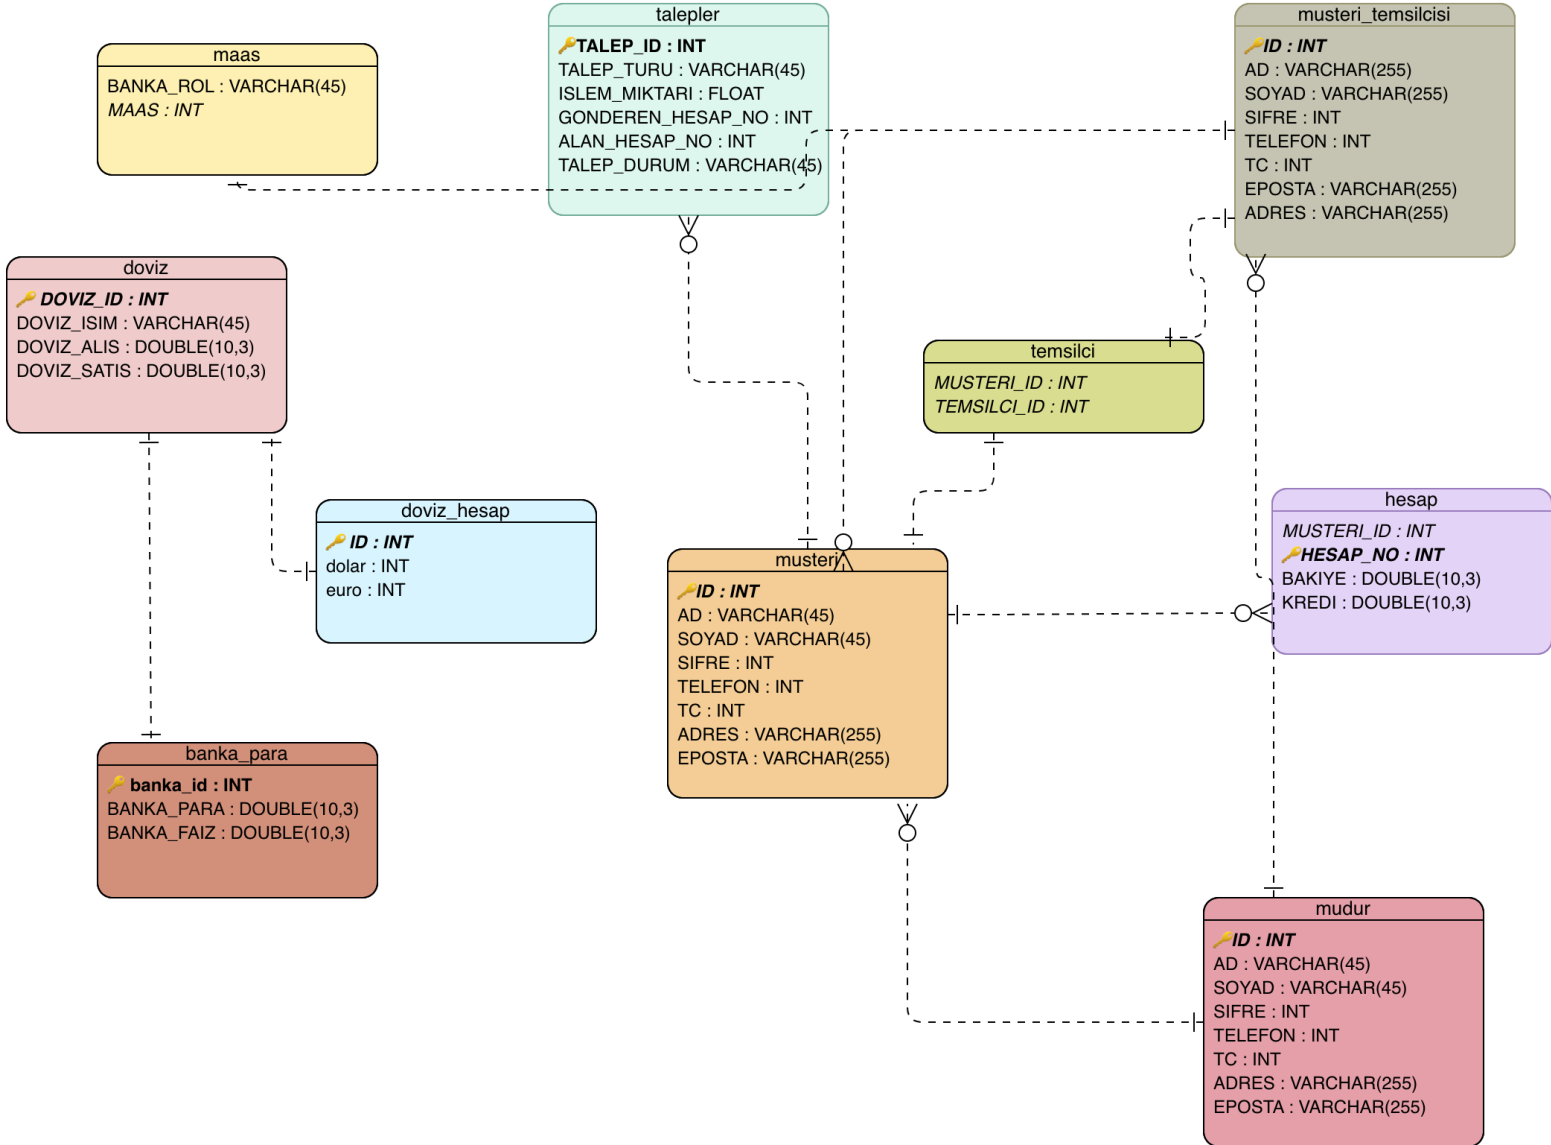 talepler
TALEP_ID : INT
TALEP_TURU : VARCHAR(45)
ISLEM_MIKTARI : FLOAT
GONDEREN_HESAP_NO : INT
ALAN_HESAP_NO : INT
TALEP_DURUM : VARCHAR(45)
musteri_temsilcisi
ID : INT
AD : VARCHAR(255)
SOYAD : VARCHAR(255)
SIFRE : INT
TELEFON : INT
TC : INT
EPOSTA : VARCHAR(255)
ADRES : VARCHAR(255)
maas
BANKA_ROL : VARCHAR(45)
MAAS : INT
doviz
DOVIZ_ID : INT
DOVIZ_ISIM : VARCHAR(45)
DOVIZ_ALIS : DOUBLE(10,3)
DOVIZ_SATIS : DOUBLE(10,3)
temsilci
MUSTERI_ID : INT
TEMSILCI_ID : INT
doviz_hesap
ID : INT
dolar : INT
euro : INT
hesap
MUSTERI_ID : INT
HESAP_NO : INT
BAKIYE : DOUBLE(10,3)
KREDI : DOUBLE(10,3)
musteri
ID : INT
AD : VARCHAR(45)
SOYAD : VARCHAR(45)
SIFRE : INT
TELEFON : INT
TC : INT
ADRES : VARCHAR(255)
EPOSTA : VARCHAR(255)
banka_para
banka_id : INT
BANKA_PARA : DOUBLE(10,3)
BANKA_FAIZ : DOUBLE(10,3)
mudur
ID : INT
AD : VARCHAR(45)
SOYAD : VARCHAR(45)
SIFRE : INT
TELEFON : INT
TC : INT
ADRES : VARCHAR(255)
EPOSTA : VARCHAR(255)